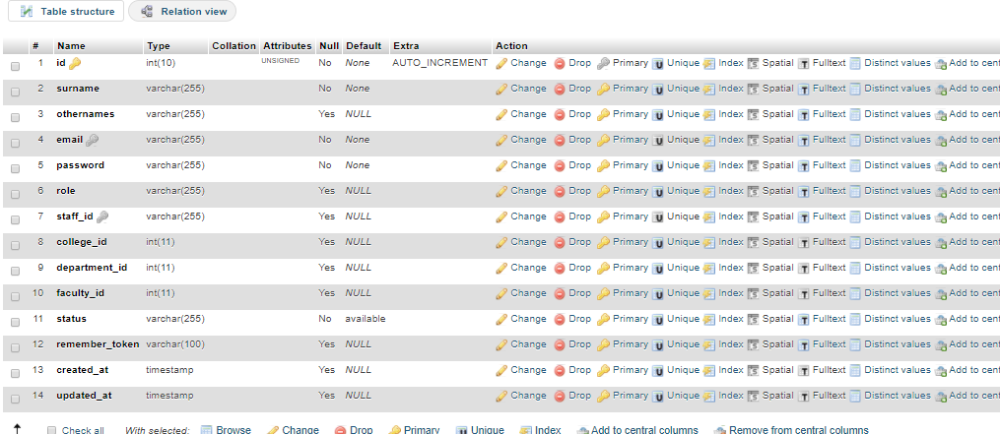 Table structure Relation view
# Name Type Collation Attributes Null Default Extra Action
1 id int(10) UNSIGNED No None AUTO_INCREMENT Change Drop Primary Unique Index Spatial Fulltext Distinct values Add to cent
2 surname varchar(255) No None Change Drop Primary Unique Index Spatial Fulltext Distinct values Add to cent
3 othernames varchar(255) Yes NULL Change Drop Primary Unique Index Spatial Fulltext Distinct values Add to cent
4 email varchar(255) No None Change Drop Primary Unique Index Spatial Fulltext Distinct values Add to cent
5 password varchar(255) No None Change Drop Primary Unique Index Spatial Fulltext Distinct values Add to cent
6 role varchar(255) Yes NULL Change Drop Primary Unique Index Spatial Fulltext Distinct values Add to cent
7 staff_id varchar(255) Yes NULL Change Drop Primary Unique Index Spatial Fulltext Distinct values Add to cent
8 college_id int(11) Yes NULL Change Drop Primary Unique Index Spatial Fulltext Distinct values Add to cent
9 department_id int(11) Yes NULL Change Drop Primary Unique Index Spatial Fulltext Distinct values Add to cent
10 faculty_id int(11) Yes NULL Change Drop Primary Unique Index Spatial Fulltext Distinct values Add to cent
11 status varchar(255) No available Change Drop Primary Unique Index Spatial Fulltext Distinct values Add to cent
12 remember_token varchar(100) Yes NULL Change Drop Primary Unique Index Spatial Fulltext Distinct values Add to cent
13 created_at timestamp Yes NULL Change Drop Primary Unique Index Spatial Fulltext Distinct values Add to cent
14 updated_at timestamp Yes NULL Change Drop Primary Unique Index Spatial Fulltext Distinct values Add to cent
Check all With selected: Browse Change Drop Primary Unique Index Add to central columns Remove from central columns